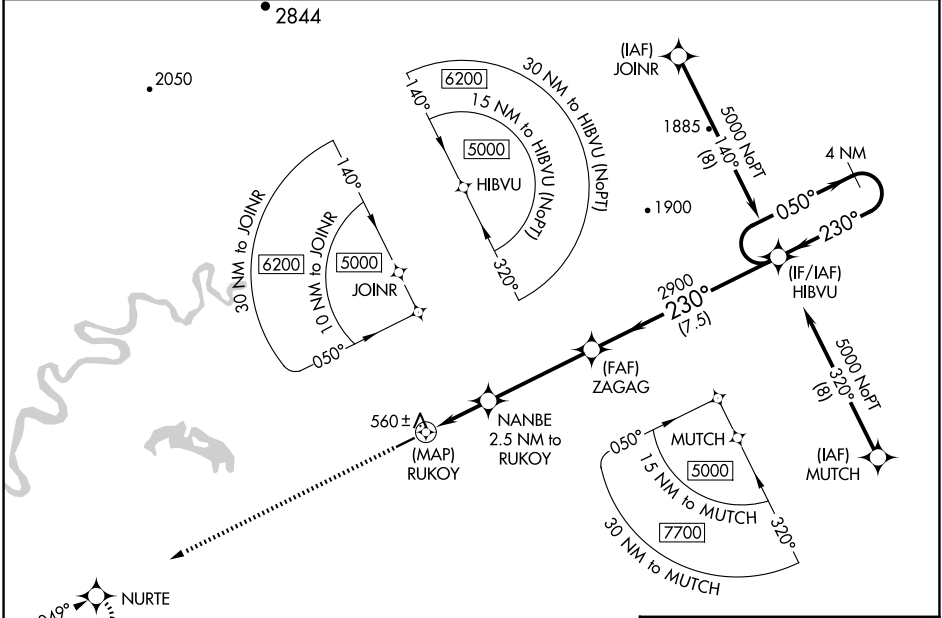 2844
2050
(IAF)
JOINR
1885
5000 NoPT
140°
(8)
4 NM
050°
230°
1900
(IF/IAF)
HIBVU
6200
30 NM to HIBVU (NoPT)
15 NM to HIBVU (NoPT)
140°
5000
HIBVU
320°
30 NM to JOINR
6200
10 NM to JOINR
5000
140°
JOINR
050°
2900
230°
(7.5)
(FAF)
ZAGAG
5000 NoPT
320°
(8)
(IAF)
MUTCH
560±
(MAP)
RUKOY
NANBE
2.5 NM to
RUKOY
050°
MUTCH
5000
15 NM to MUTCH
7700
30 NM to MUTCH
320°
NURTE